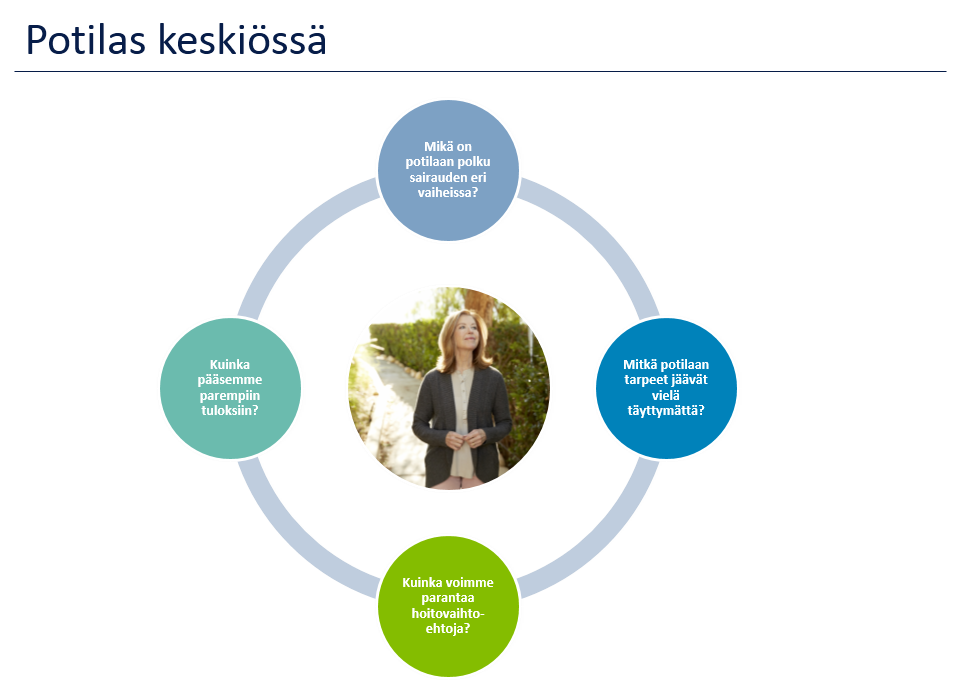 Potilas keskiössä
Mikä on
potilaan polku
sairauden eri
vaiheissa?
Mitkä potilaan
tarpeet jäävät
vielä
täyttymättä?
Kuinka voimme
parantaa
hoitovaihto-
ehtoja?
Kuinka
pääsemme
parempiin
tuloksiin?